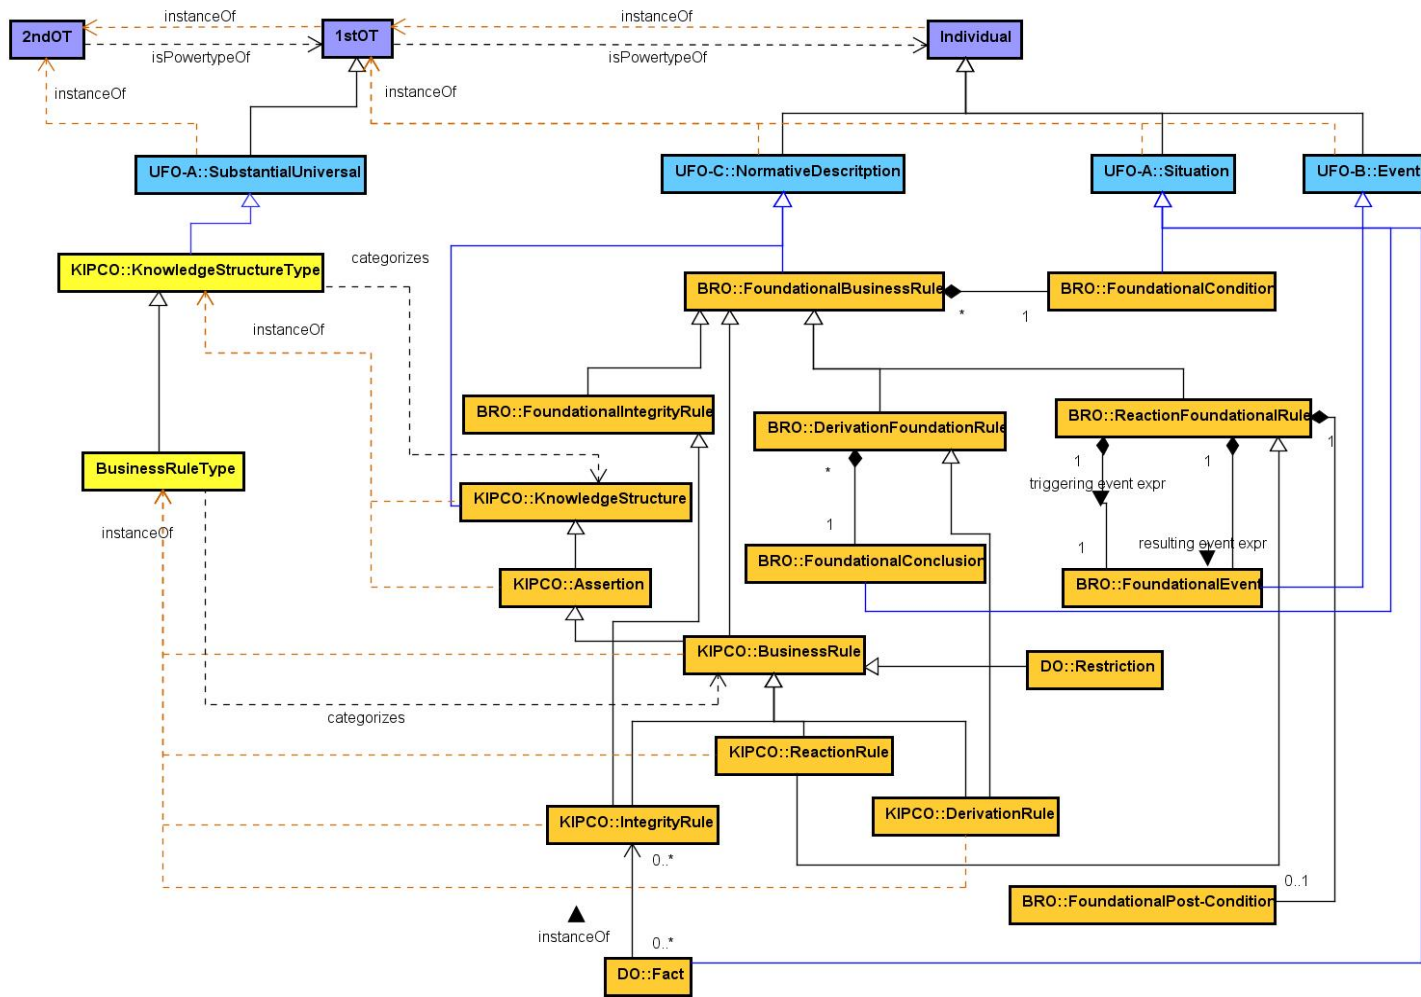 instanceOf
instanceOf
2ndOT
1stOT
Individual
isPowertypeOf
isPowertypeOf
instanceOf
instanceOf
UFO-A::SubstantialUniversal
UFO-C::NormativeDescritption
UFO-A::Situation
UFO-B::Event
KIPCO::KnowledgeStructureType
categorizes
BRO::FoundationalBusinessRule
BRO::FoundationalCondition
*
1
instanceOf
BRO::FoundationalIntegrityRule
BRO::DerivationFoundationRule
BRO::ReactionFoundationalRule
1
BusinessRuleType
*
1
1
triggering event expr
KIPCO::KnowledgeStructure
instanceOf
1
1
resulting event expr
BRO::FoundationalConclusion
KIPCO::Assertion
BRO::FoundationalEvent
KIPCO::BusinessRule
DO::Restriction
categorizes
KIPCO::ReactionRule
KIPCO::IntegrityRule
KIPCO::DerivationRule
0..*
0..1
BRO::FoundationalPost-Condition
instanceOf
0..*
DO::Fact